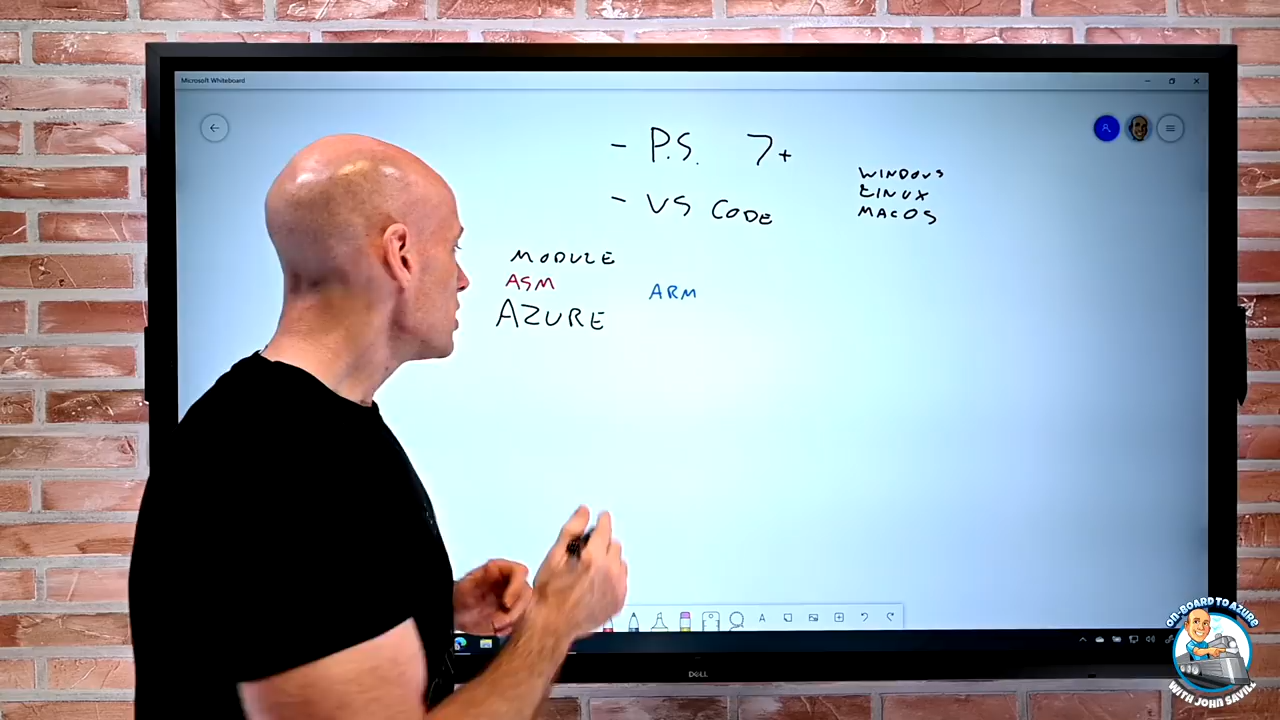 Microsoft Whiteboard
- P.S. 7+
WINDOWS
LINUX
- VS CODE
MACOS
MODULE
ASM
ARM
AZURE
A
DELL
ON-BOARD TO AZURE
WITH JOHN SAVILL